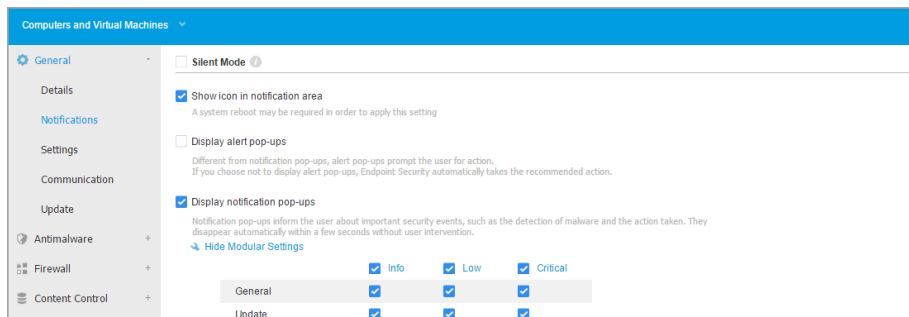 Computers and Virtual Machines
General
Details
Notifications
Settings
Communication
Update
Antimalware
Firewall
Content Control
Silent Mode
Show icon in notification area
A system reboot may be required in order to apply this setting
Display alert pop-ups
Different from notification pop-ups, alert pop-ups prompt the user for action.
If you choose not to display alert pop-ups, Endpoint Security automatically takes the recommended action.
Display notification pop-ups
Notification pop-ups inform the user about important security events, such as the detection of malware and the action taken. They
disappear automatically within a few seconds without user intervention.
Hide Modular Settings
Info Low Critical
General
Update